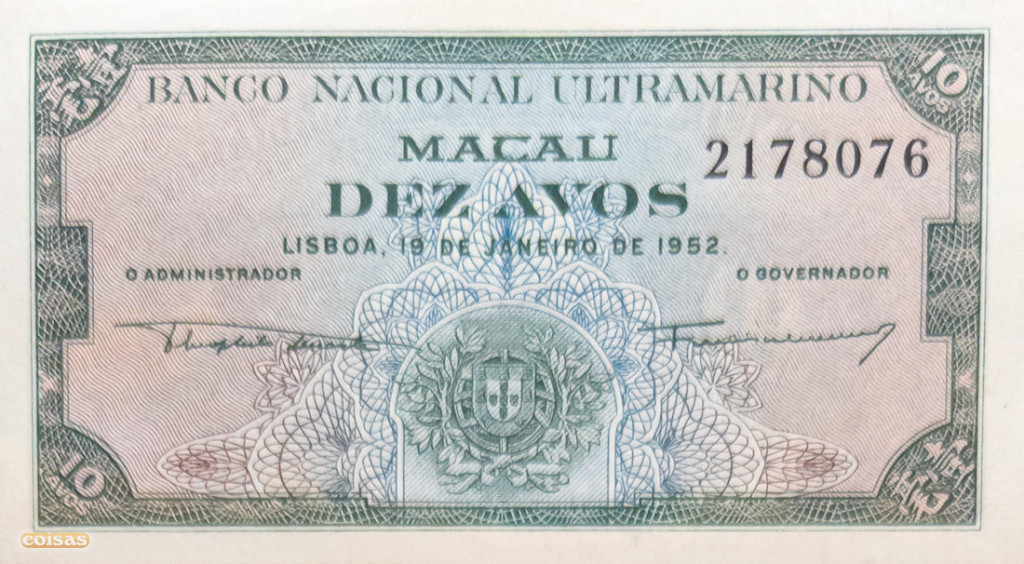 BANCO NACIONAL ULTRAMARINO
10
AVOS
MACAU
2178076
DEZ AVOS
LISBOA, 19 DE JANEIRO DE 1952.
O ADMINISTRADOR
O GOVERNADOR
10
AVOS
coisas